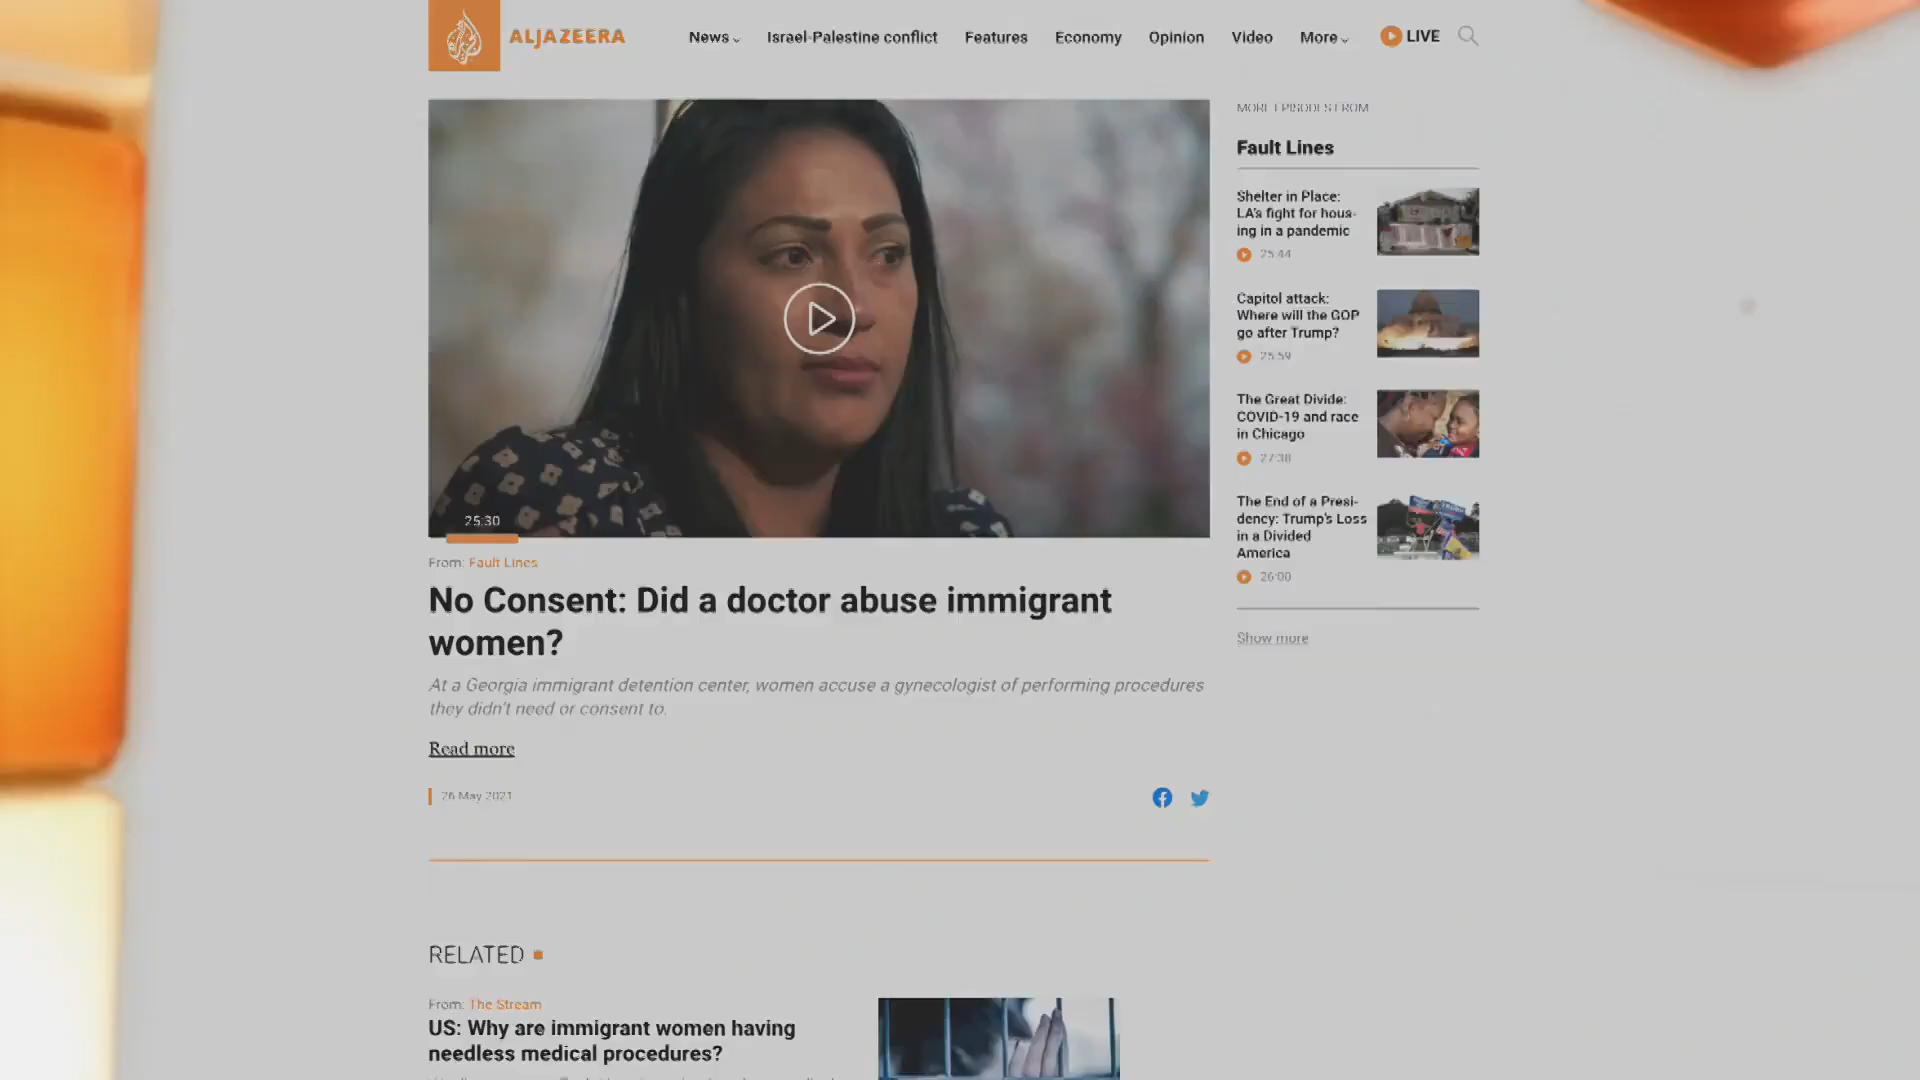 ALJAZEERA
News
Israel-Palestine conflict
Features
Economy
Opinion
Video
More
LIVE
25:30
From: Fault Lines
No Consent: Did a doctor abuse immigrant
women?
At a Georgia immigrant detention center, women accuse a gynecologist of performing procedures
they didn't need or consent to.
Read more
26 May 2021
MORE EPISODES FROM
Fault Lines
Shelter in Place:
LA's fight for hous-
ing in a pandemic
25:44
Capitol attack:
Where will the GOP
go after Trump?
25:59
The Great Divide:
COVID-19 and race
in Chicago
27:38
The End of a Presi-
dency: Trump's Loss
in a Divided
America
26:00
Show more
RELATED
From: The Stream
US: Why are immigrant women having
needless medical procedures?